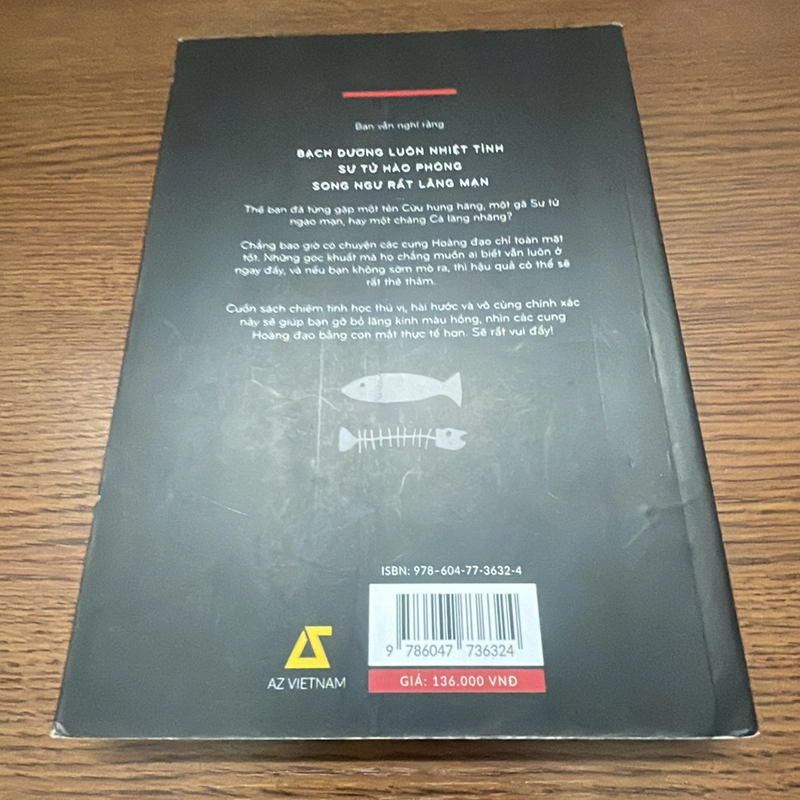 Bạn vẫn nghĩ rằng
BẠCH DƯƠNG LUÔN NHIỆT TÌNH
SƯ TỬ HÀO PHÓNG
SONG NGƯ RẤT LÃNG MẠN
...
Thế bạn đã từng gặp một tên Cừu hung hăng, một gã Sư tử
ngạo mạn, hay một chàng Cá lăng nhăng?
Chẳng bao giờ có chuyện các cung Hoàng đạo chỉ toàn mặt
tốt. Những góc khuất mà họ chẳng muốn ai biết vẫn luôn ở
ngay đấy, và nếu bạn không sớm mò ra, thì hậu quả có thể sẽ
rất thê thảm.
Cuốn sách chiêm tinh học thú vị, hài hước và vô cùng chính xác
này sẽ giúp bạn gỡ bỏ lăng kính màu hồng, nhìn các cung
Hoàng đạo bằng con mắt thực tế hơn. Sẽ rất vui đấy!
ISBN: 978-604-77-3632-4
9 786047 736324
AZ VIETNAM
GIÁ: 136.000 VNĐ